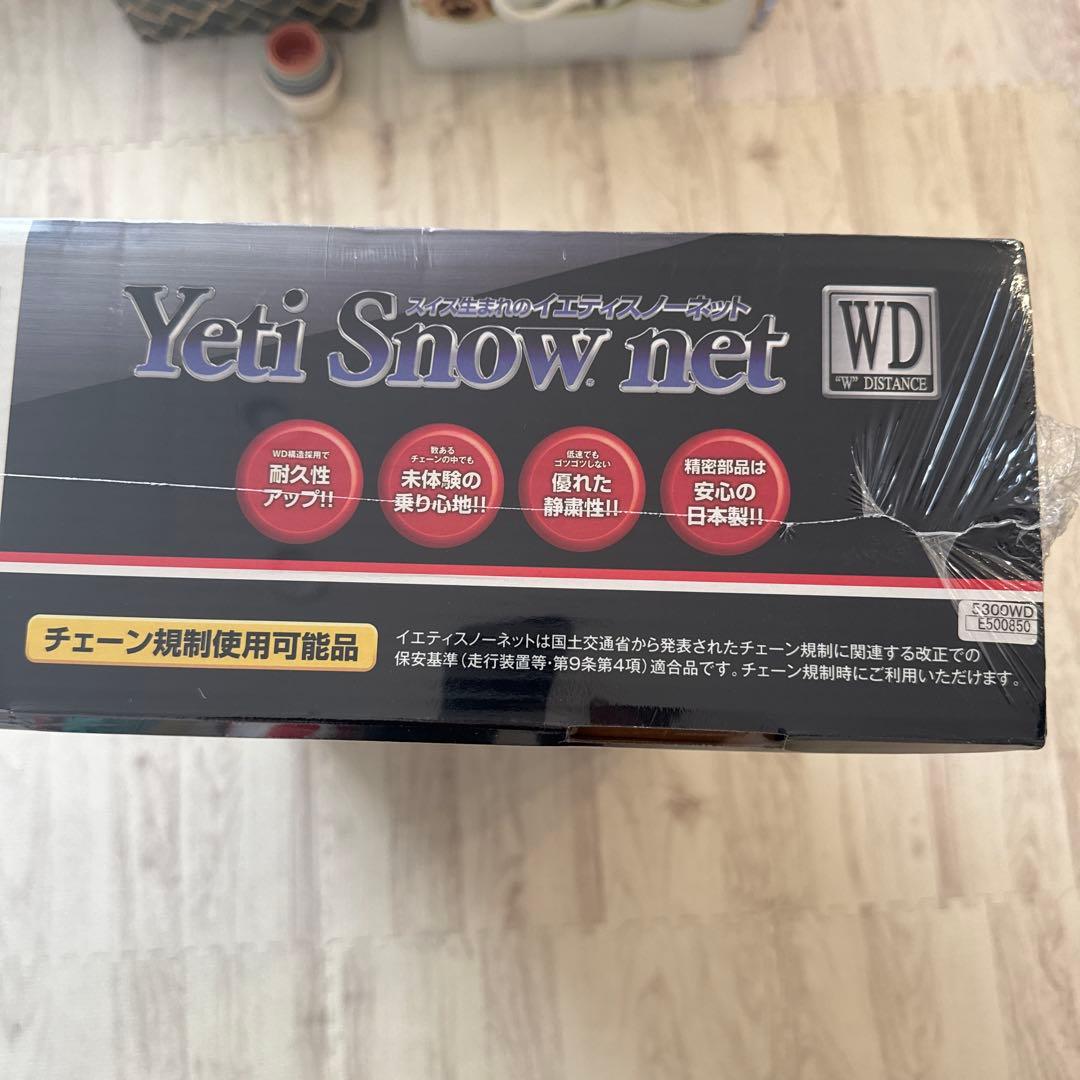 スイス生まれのイエティスノーネット
Yeti Snow net
WD
"W" DISTANCE
WD構造採用で
耐久性
アップ!!
数ある
チェーンの中でも
未体験の
乗り心地!!
低速でも
ゴツゴツしない
優れた
静粛性!!
精密部品は
安心の
日本製!!
5300WD
E500850
チェーン規制使用可能品
イエティスノーネットは国土交通省から発表されたチェーン規制に関連する改正での
保安基準(走行装置等・第9条第4項)適合品です。チェーン規制時にご利用いただけます。